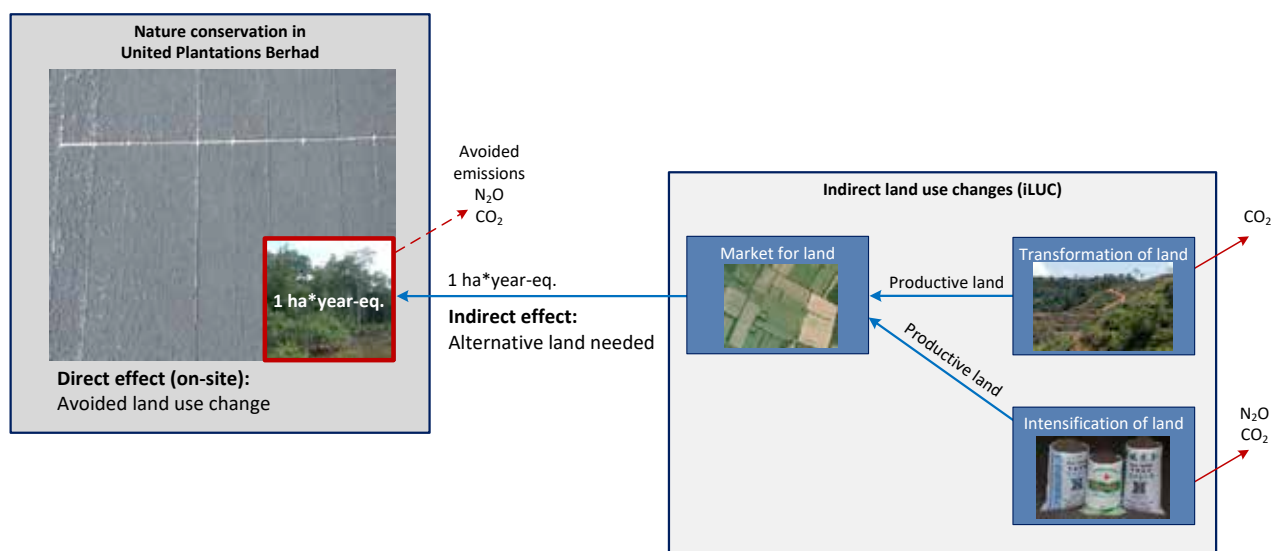 Nature conservation in
United Plantations Berhad
1 ha*year-eq.
Direct effect (on-site):
Avoided land use change
Avoided
emissions
N₂O
CO₂
1 ha*year-eq.
Indirect effect:
Alternative land needed
Indirect land use changes (iLUC)
Market for land
Productive land
Productive land
Transformation of land
CO₂
Intensification of land
N₂O
CO₂